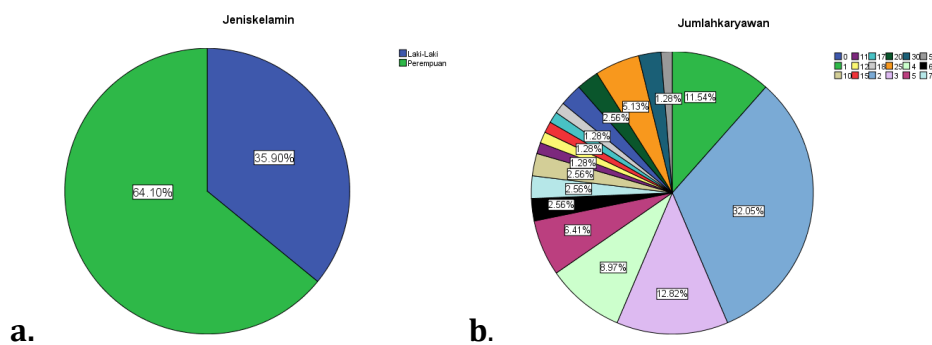 Jeniskelamin
Laki-Laki
Perempuan
35.90%
64.10%
a.
Jumlahkaryawan
0 11 17 20 30 5
1 12 18 25 4 6
10 15 2 3 5 7
11.54%
32.05%
12.82%
8.97%
6.41%
2.56%
2.56%
2.56%
1.28%
1.28%
1.28%
2.56%
5.13%
1.28%
b.